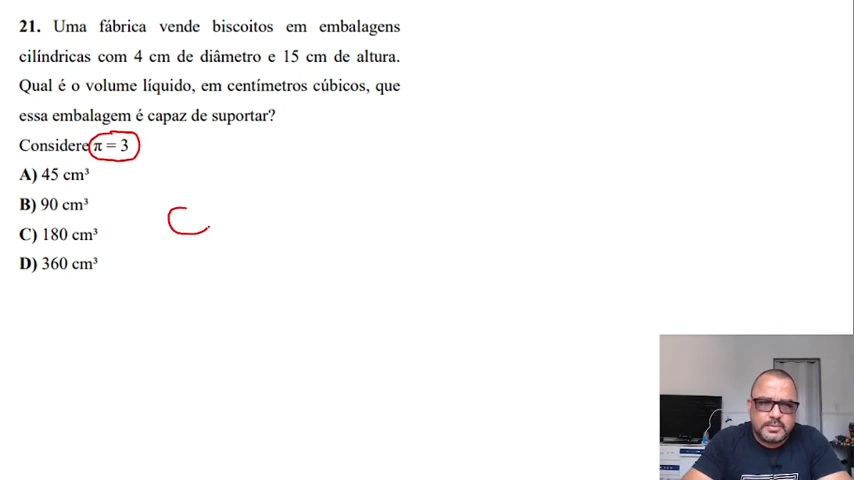 21. Uma fábrica vende biscoitos em embalagens
cilíndricas com 4 cm de diâmetro e 15 cm de altura.
Qual é o volume líquido, em centímetros cúbicos, que
essa embalagem é capaz de suportar?
Considere π = 3
A) 45 cm³
B) 90 cm³
C) 180 cm³
D) 360 cm³